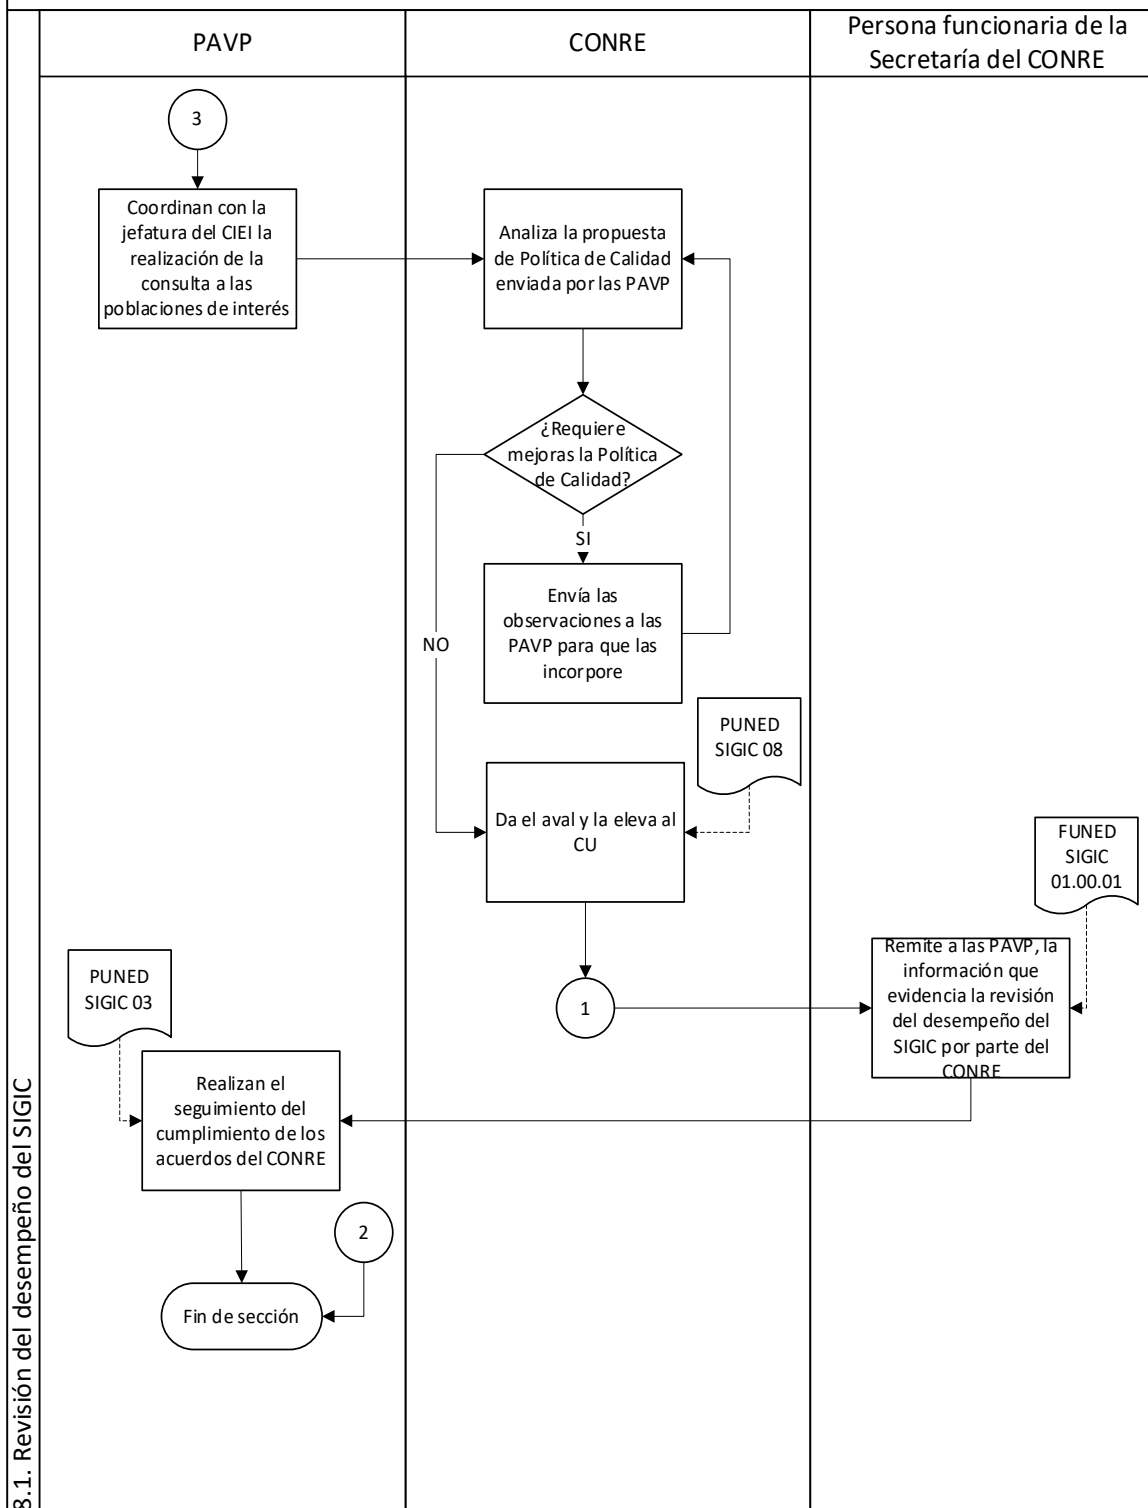 PAVP
CONRE
Persona funcionaria de la
Secretaría del CONRE
3
Coordinan con la
jefatura del CIEI la
realización de la
consulta a las
poblaciones de interés
Analiza la propuesta
de Política de Calidad
enviada por las PAVP
¿Requiere
mejoras la Política
de Calidad?
SI
Envía las
observaciones a las
PAVP para que las
incorpore
NO
PUNED
SIGIC 08
Da el aval y la eleva al
CU
FUNED
SIGIC
01.00.01
1
Remite a las PAVP, la
información que
evidencia la revisión
del desempeño del
SIGIC por parte del
CONRE
PUNED
SIGIC 03
Realizan el
seguimiento del
cumplimiento de los
acuerdos del CONRE
2
Fin de sección
8.1. Revisión del desempeño del SIGIC